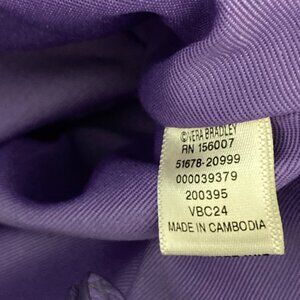 ©VERA BRADLEY
RN 156007
51678-20999
000039379
200395
VBC24
MADE IN CAMBODIA